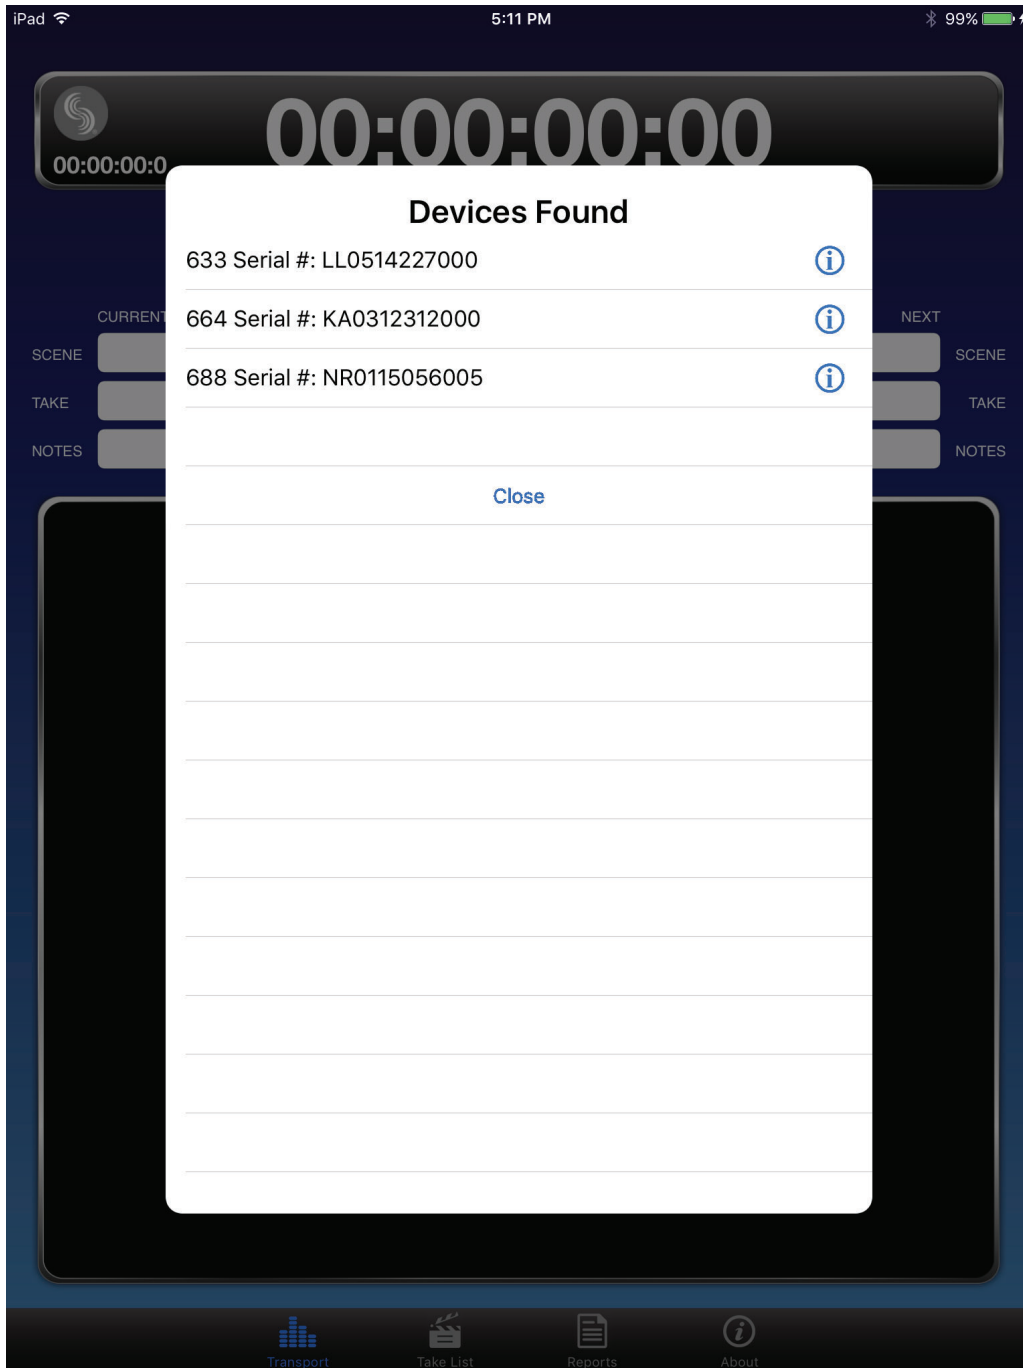 iPad 5:11 PM 99%
00:00:00:00
00:00:00:0
Devices Found
633 Serial #: LL0514227000
664 Serial #: KA0312312000
688 Serial #: NR0115056005
Close
CURRENT NEXT
SCENE SCENE
TAKE TAKE
NOTES NOTES
Transport Take List Reports About